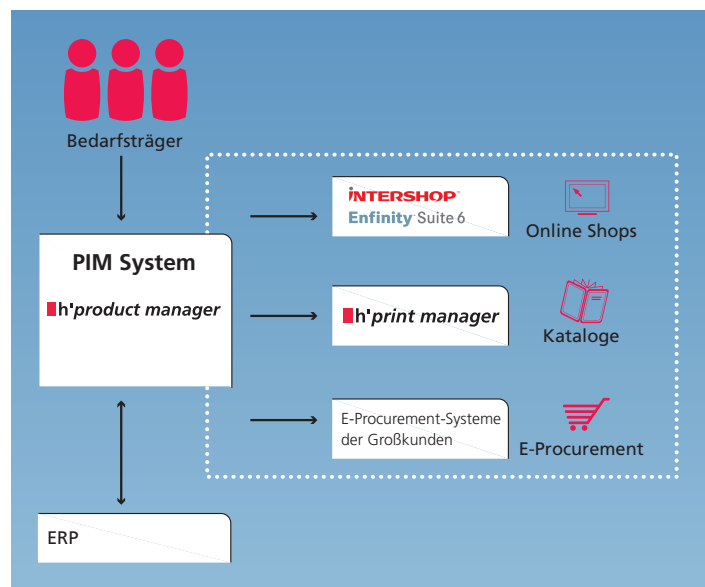 Bedarfsträger
PIM System
h'product manager
ERP
INTERSHOP
Enfinity Suite 6
Online Shops
h'print manager
Kataloge
E-Procurement-Systeme
der Großkunden
E-Procurement